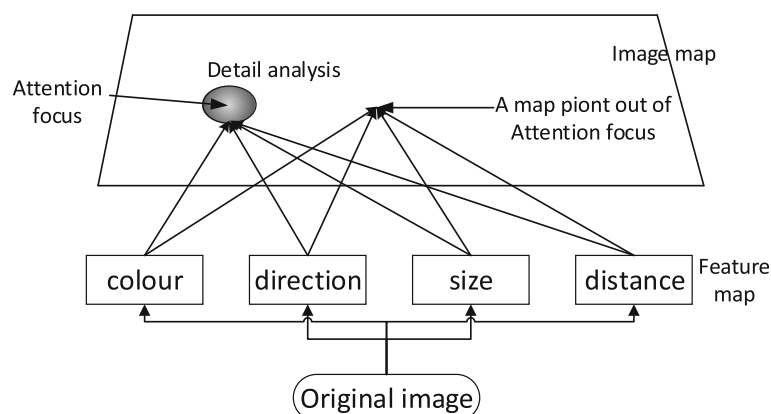 Image map
Detail analysis
Attention
focus
A map piont out of
Attention focus
colour
direction
size
distance
Feature
map
Original image